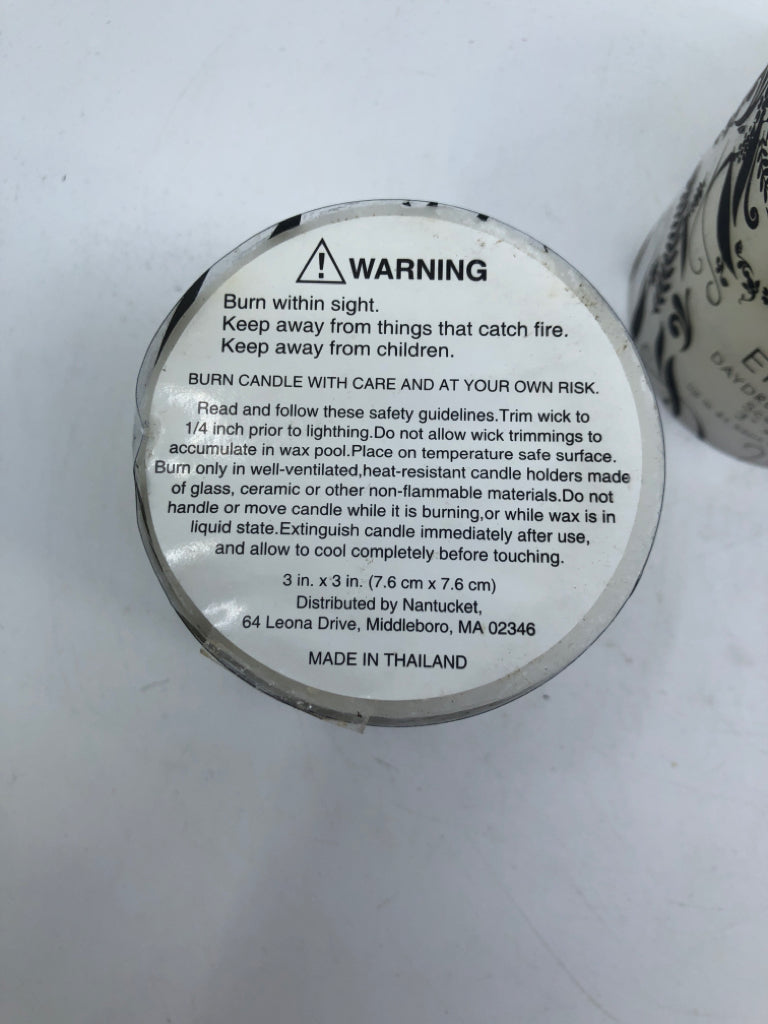 WARNING
Burn within sight.
Keep away from things that catch fire.
Keep away from children.
BURN CANDLE WITH CARE AND AT YOUR OWN RISK.
Read and follow these safety guidelines.Trim wick to
1/4 inch prior to lighthing.Do not allow wick trimmings to
accumulate in wax pool.Place on temperature safe surface.
Burn only in well-ventilated,heat-resistant candle holders made
of glass, ceramic or other non-flammable materials.Do not
handle or move candle while it is burning,or while wax is in
liquid state.Extinguish candle immediately after use,
and allow to cool completely before touching.
3 in. x 3 in. (7.6 cm x 7.6 cm)
Distributed by Nantucket,
64 Leona Drive, Middleboro, MA 02346
MADE IN THAILAND